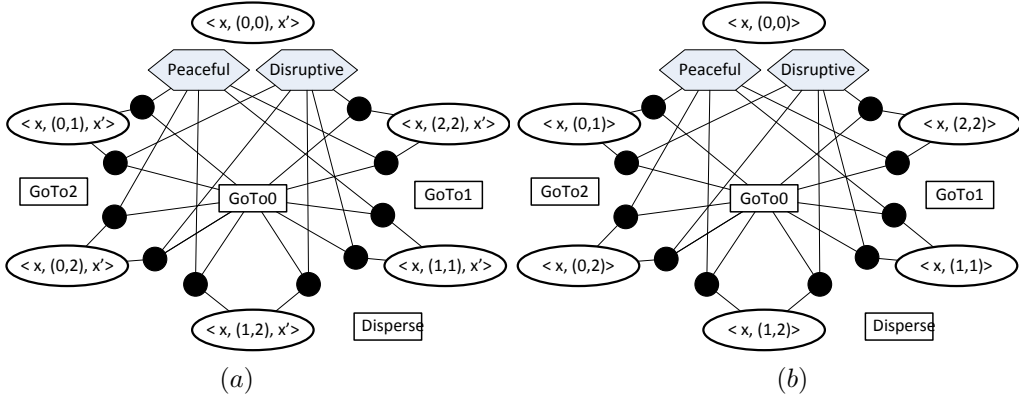 < x, (0,0), x'>
Peaceful Disruptive
< x, (0,1), x'> < x, (2,2), x'>
GoTo2 GoTo0 GoTo1
< x, (0,2), x'> < x, (1,1), x'>
< x, (1,2), x'> Disperse
(a)
< x, (0,0)>
Peaceful Disruptive
< x, (0,1)> < x, (2,2)>
GoTo2 GoTo0 GoTo1
< x, (0,2)> < x, (1,1)>
< x, (1,2)> Disperse
(b)